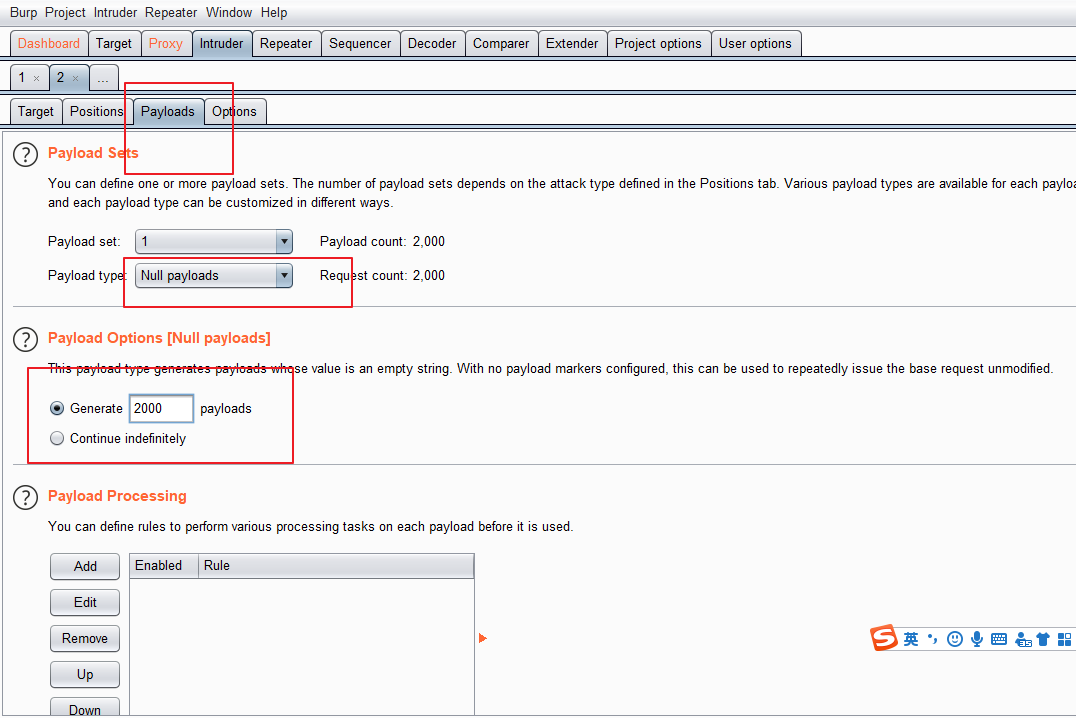 Burp Project Intruder Repeater Window Help
Dashboard Target Proxy Intruder Repeater Sequencer Decoder Comparer Extender Project options User options
1 × 2 × ...
Target Positions Payloads Options
? Payload Sets
You can define one or more payload sets. The number of payload sets depends on the attack type defined in the Positions tab. Various payload types are available for each
and each payload type can be customized in different ways.
Payload set: 1 Payload count: 2,000
Payload type: Null payloads Request count: 2,000
? Payload Options [Null payloads]
This payload type generates payloads whose value is an empty string. With no payload markers configured, this can be used to repeatedly issue the base request unmodified.
Generate 2000 payloads
Continue indefinitely
? Payload Processing
You can define rules to perform various processing tasks on each payload before it is used.
Add Enabled Rule
Edit
Remove
S 英
Up
Down